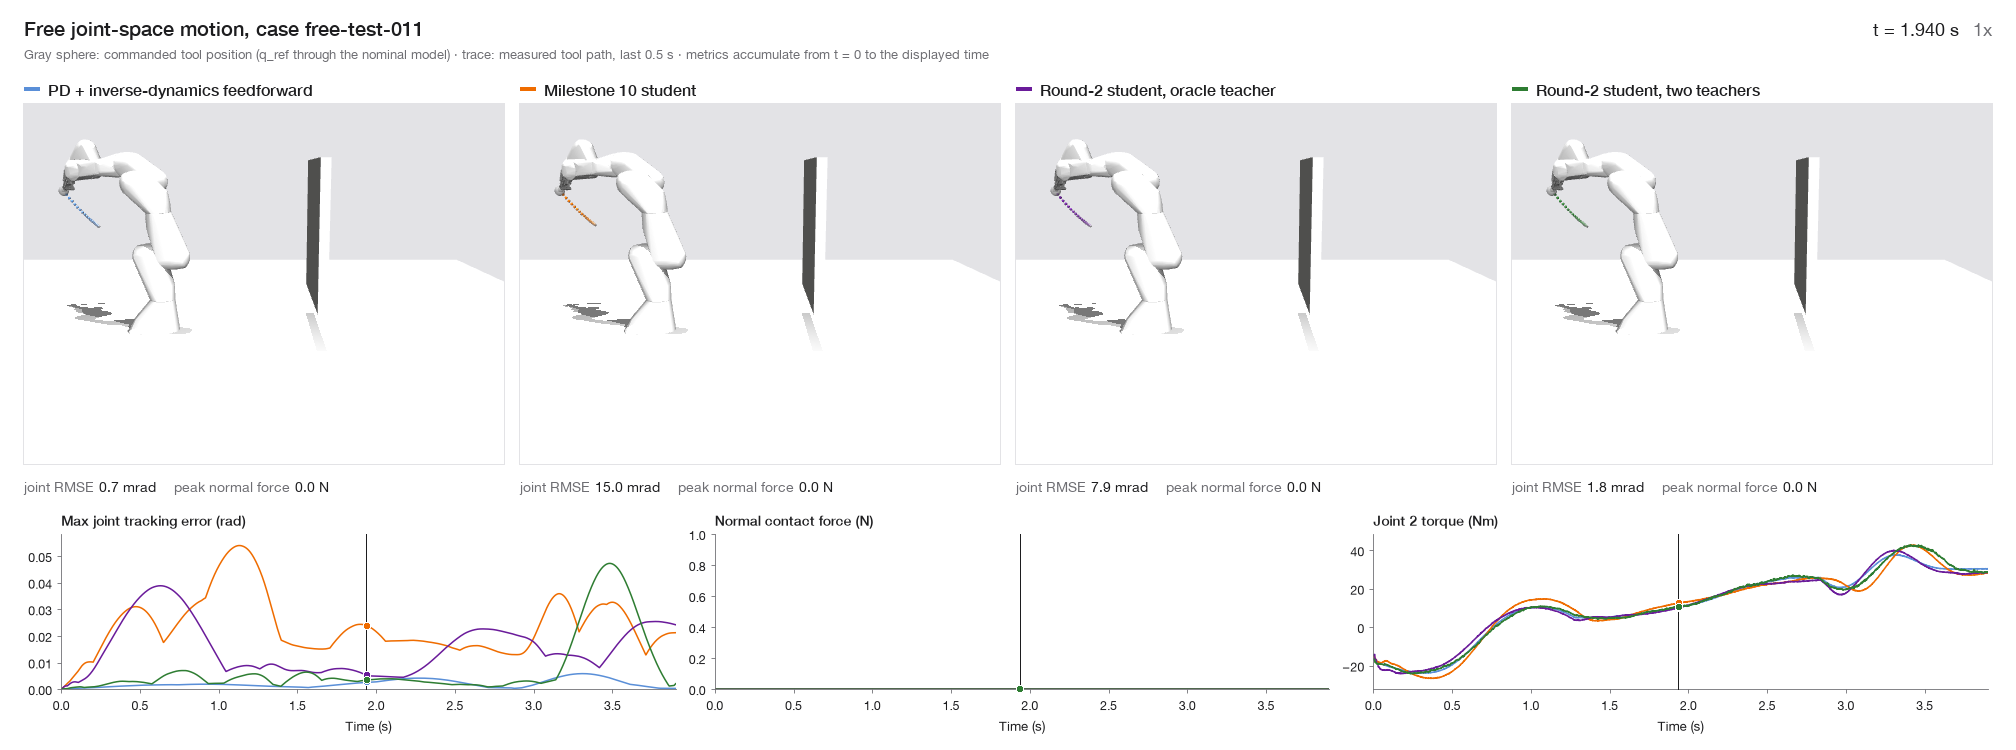 Free joint-space motion, case free-test-011
t = 1.940 s 1x
Gray sphere: commanded tool position (q_ref through the nominal model) · trace: measured tool path, last 0.5 s · metrics accumulate from t = 0 to the displayed time
PD + inverse-dynamics feedforward
Milestone 10 student
Round-2 student, oracle teacher
Round-2 student, two teachers
joint RMSE 0.7 mrad peak normal force 0.0 N
joint RMSE 15.0 mrad peak normal force 0.0 N
joint RMSE 7.9 mrad peak normal force 0.0 N
joint RMSE 1.8 mrad peak normal force 0.0 N
Max joint tracking error (rad)
0.05
0.04
0.03
0.02
0.01
0.00
0.0 0.5 1.0 1.5 2.0 2.5 3.0 3.5
Time (s)
Normal contact force (N)
1.0
0.8
0.6
0.4
0.2
0.0
0.0 0.5 1.0 1.5 2.0 2.5 3.0 3.5
Time (s)
Joint 2 torque (Nm)
40
20
0
−20
0.0 0.5 1.0 1.5 2.0 2.5 3.0 3.5
Time (s)